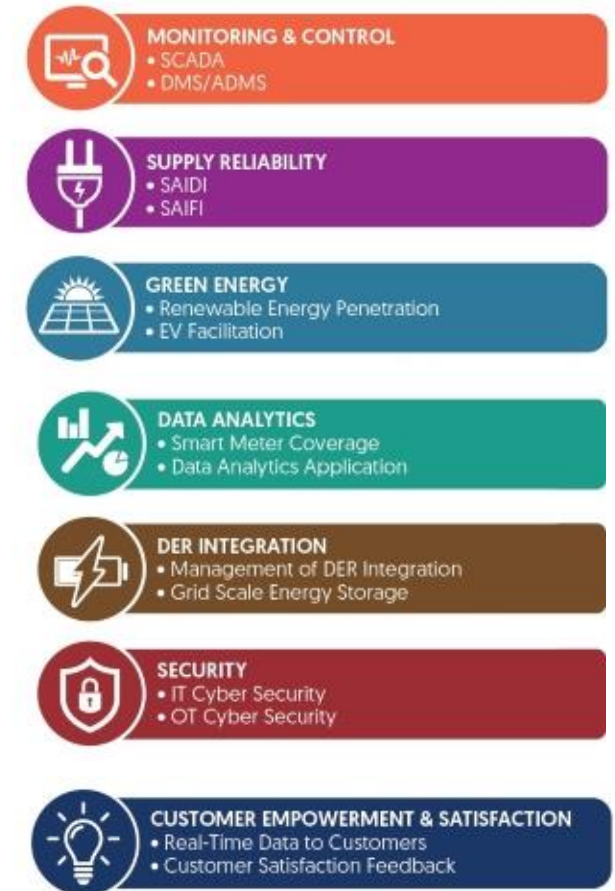 MONITORING & CONTROL
• SCADA
• DMS/ADMS
SUPPLY RELIABILITY
• SAIDI
• SAIFI
GREEN ENERGY
• Renewable Energy Penetration
• EV Facilitation
DATA ANALYTICS
• Smart Meter Coverage
• Data Analytics Application
DER INTEGRATION
• Management of DER Integration
• Grid Scale Energy Storage
SECURITY
• IT Cyber Security
• OT Cyber Security
CUSTOMER EMPOWERMENT & SATISFACTION
• Real-Time Data to Customers
• Customer Satisfaction Feedback